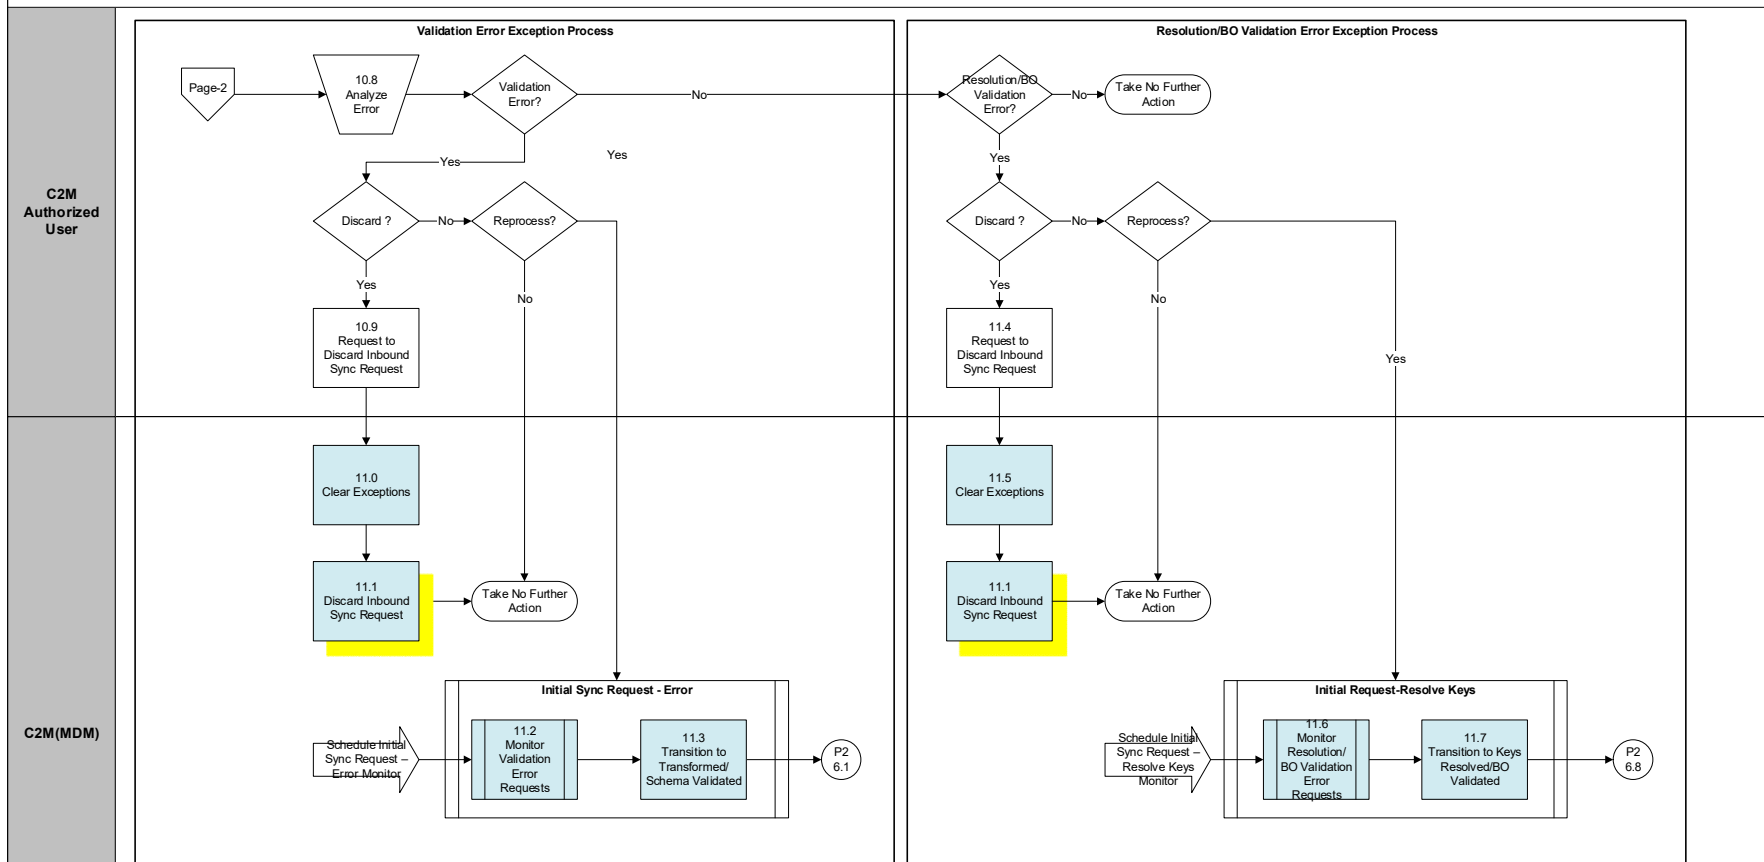 Validation Error Exception Process
Resolution/BO Validation Error Exception Process
C2M
Authorized
User
Page-2
10.8
Analyze
Error
Validation
Error?
No
Resolution/BO
Validation
Error?
No
Take No Further
Action
Yes
Yes
Yes
Discard ?
No
Reprocess?
Discard ?
No
Reprocess?
Yes
No
Yes
No
10.9
Request to
Discard Inbound
Sync Request
11.4
Request to
Discard Inbound
Sync Request
Yes
C2M(MDM)
11.0
Clear Exceptions
11.5
Clear Exceptions
11.1
Discard Inbound
Sync Request
Take No Further
Action
11.1
Discard Inbound
Sync Request
Take No Further
Action
Initial Sync Request - Error
Schedule Initial
Sync Request –
Error Monitor
11.2
Monitor
Validation
Error
Requests
11.3
Transition to
Transformed/
Schema Validated
P2
6.1
Initial Request-Resolve Keys
Schedule Initial
Sync Request –
Resolve Keys
Monitor
11.6
Monitor
Resolution/
BO Validation
Error
Requests
11.7
Transition to Keys
Resolved/BO
Validated
P2
6.8